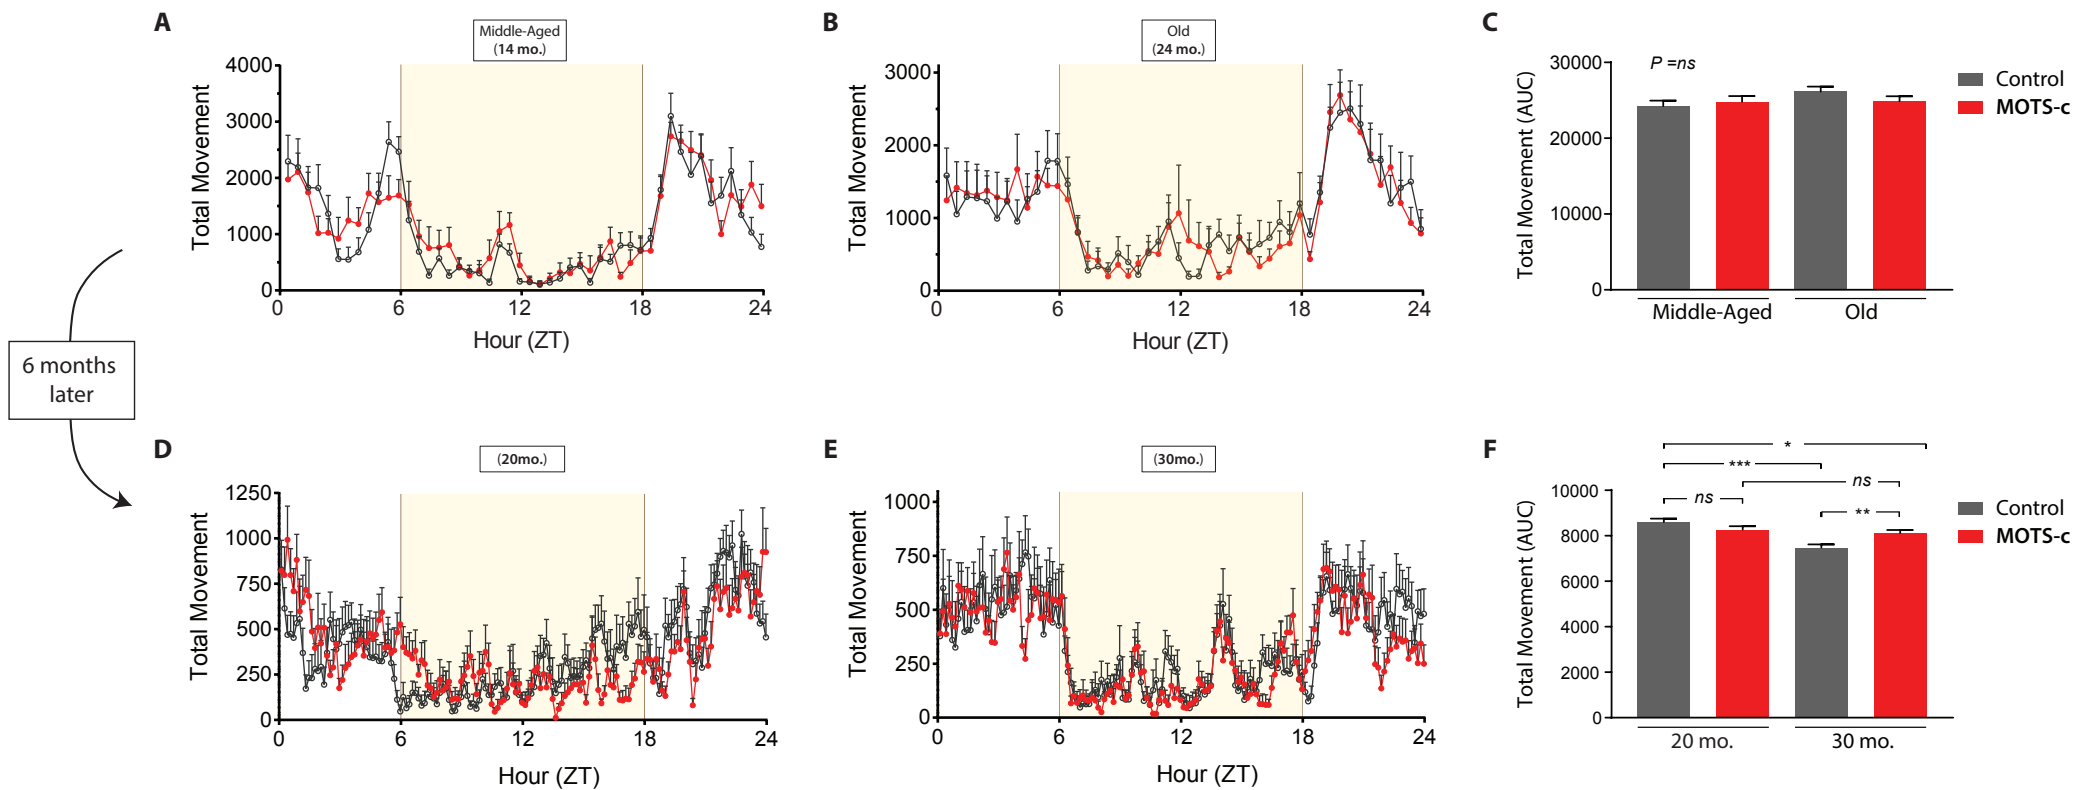 A
Middle-Aged
(14 mo.)
Total Movement
4000
3000
2000
1000
0
0
6
12
18
24
Hour (ZT)
B
Old
(24 mo.)
Total Movement
3000
2000
1000
0
0
6
12
18
24
Hour (ZT)
C
P =ns
Total Movement (AUC)
30000
20000
10000
0
Middle-Aged
Old
Control
MOTS-c
6 months
later
D
(20mo.)
Total Movement
1250
1000
750
500
250
0
0
6
12
18
24
Hour (ZT)
E
(30mo.)
Total Movement
1000
750
500
250
0
0
6
12
18
24
Hour (ZT)
F
*
***
ns
ns
**
Total Movement (AUC)
10000
8000
6000
4000
2000
0
20 mo.
30 mo.
Control
MOTS-c